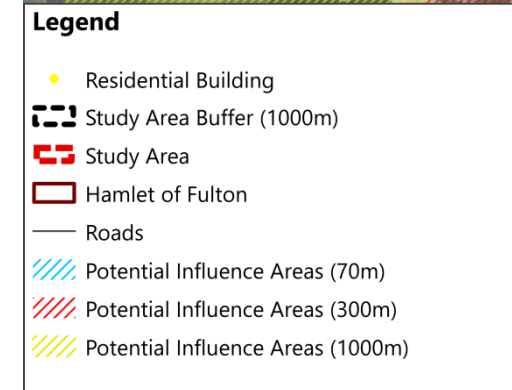 Legend
Residential Building
Study Area Buffer (1000m)
Study Area
Hamlet of Fulton
Roads
Potential Influence Areas (70m)
Potential Influence Areas (300m)
Potential Influence Areas (1000m)